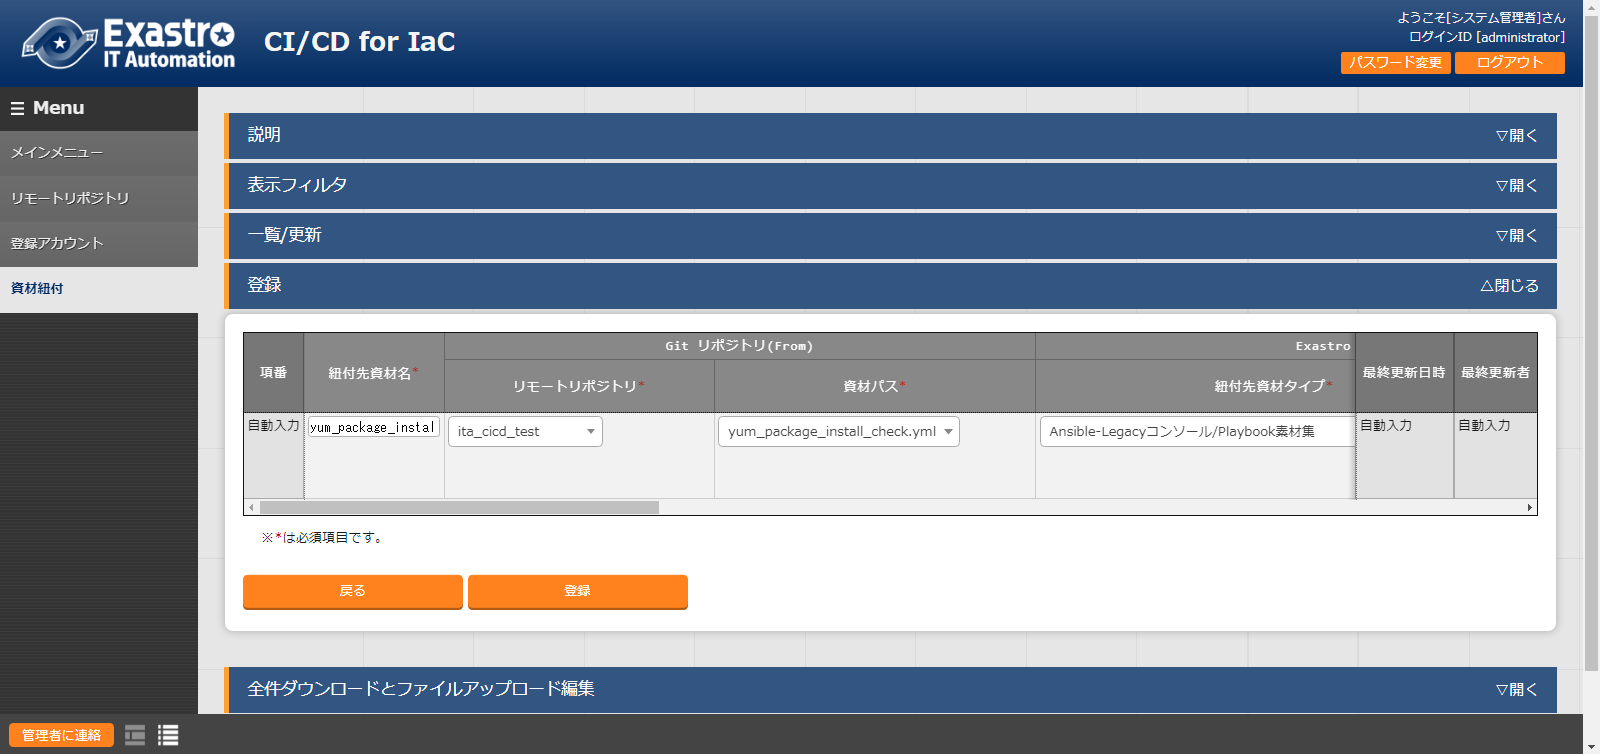 Exastro
IT Automation
CI/CD for IaC
ようこそ[システム管理者]さん
ログインID [administrator]
パスワード変更
ログアウト
Menu
メインメニュー
リモートリポジトリ
登録アカウント
資材紐付
説明
▽開く
表示フィルタ
▽開く
一覧/更新
▽開く
登録
△閉じる
項番
紐付先資材名*
Git リポジトリ(From)
Exastro
最終更新日時
最終更新者
リモートリポジトリ*
資材パス*
紐付先資材タイプ*
自動入力
yum_package_instal
ita_cicd_test
yum_package_install_check.yml
Ansible-Legacyコンソール/Playbook素材集
自動入力
自動入力
※*は必須項目です。
戻る
登録
全件ダウンロードとファイルアップロード編集
▽開く
管理者に連絡